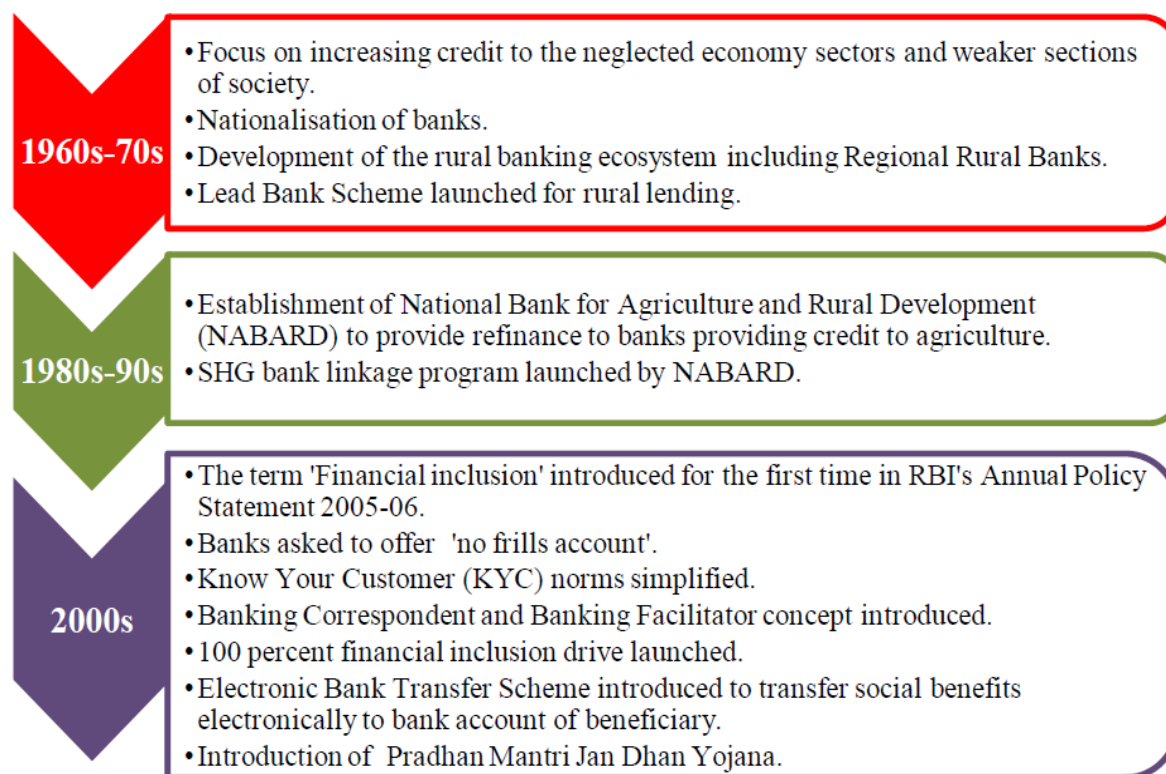 1960s-70s
•Focus on increasing credit to the neglected economy sectors and weaker sections
of society.
•Nationalisation of banks.
•Development of the rural banking ecosystem including Regional Rural Banks.
•Lead Bank Scheme launched for rural lending.
1980s-90s
•Establishment of National Bank for Agriculture and Rural Development
(NABARD) to provide refinance to banks providing credit to agriculture.
•SHG bank linkage program launched by NABARD.
2000s
•The term 'Financial inclusion' introduced for the first time in RBI's Annual Policy
Statement 2005-06.
•Banks asked to offer 'no frills account'.
•Know Your Customer (KYC) norms simplified.
•Banking Correspondent and Banking Facilitator concept introduced.
•100 percent financial inclusion drive launched.
•Electronic Bank Transfer Scheme introduced to transfer social benefits
electronically to bank account of beneficiary.
•Introduction of Pradhan Mantri Jan Dhan Yojana.